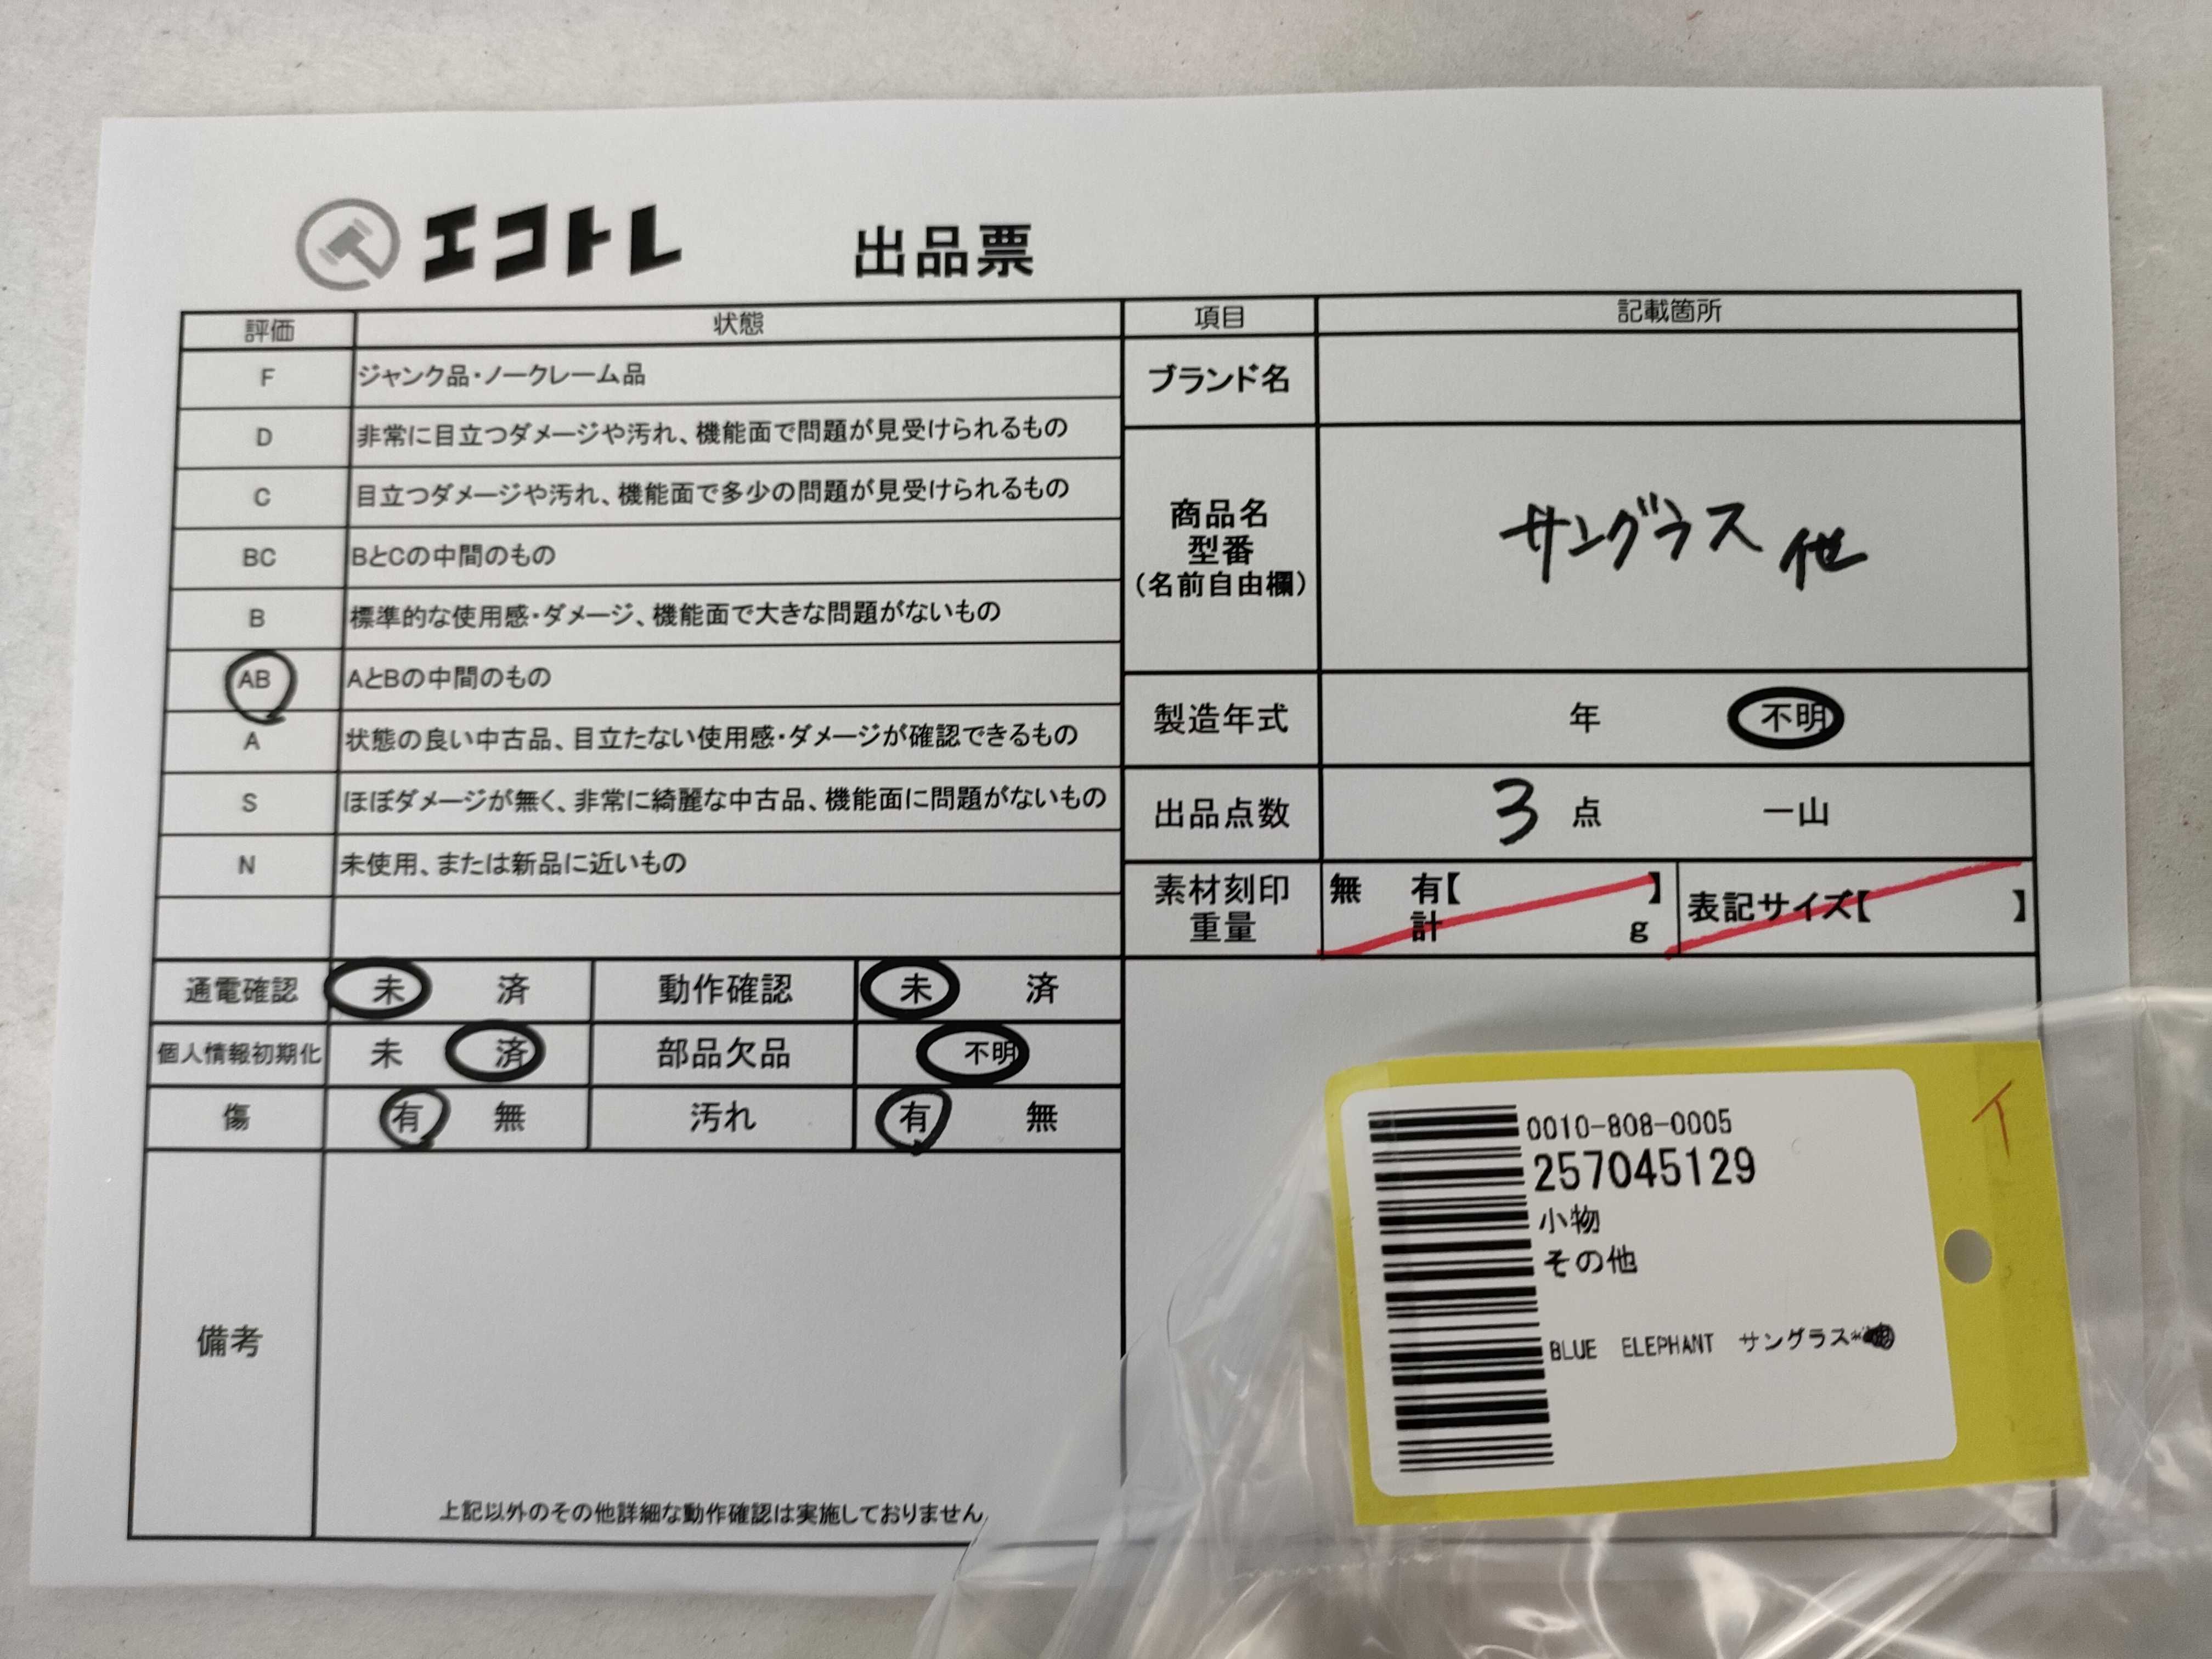 エコトレ 出品票
評価 状態
F ジャンク品・ノークレーム品
D 非常に目立つダメージや汚れ、機能面で問題が見受けられるもの
C 目立つダメージや汚れ、機能面で多少の問題が見受けられるもの
BC BとCの中間のもの
B 標準的な使用感・ダメージ、機能面で大きな問題がないもの
AB AとBの中間のもの
A 状態の良い中古品、目立たない使用感・ダメージが確認できるもの
S ほぼダメージが無く、非常に綺麗な中古品、機能面に問題がないもの
N 未使用、または新品に近いもの
項目 記載箇所
ブランド名
商品名
型番
(名前自由欄)
サングラス 他
製造年式 年 不明
出品点数 3 点 一山
素材刻印 無 有【 】
重量 計 g
表記サイズ【 】
通電確認 未 済 動作確認 未 済
個人情報初期化 未 済 部品欠品 不明
傷 有 無 汚れ 有 無
備考
上記以外のその他詳細な動作確認は実施しておりません
イ
0010-808-0005
257045129
小物
その他
BLUE ELEPHANT サングラス*